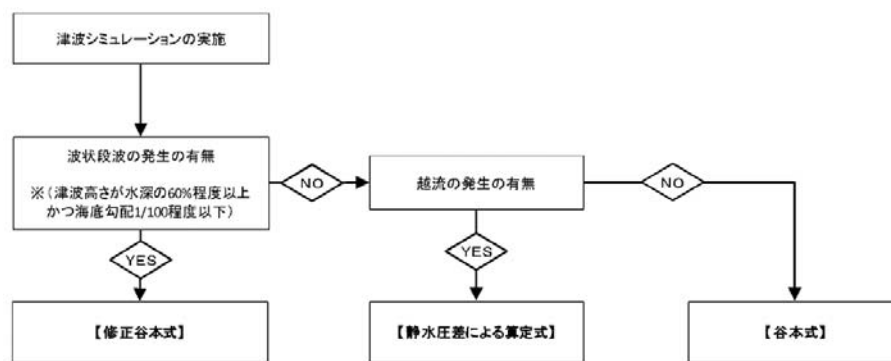 津波シミュレーションの実施
波状段波の発生の有無
※(津波高さが水深の60%程度以上
かつ海底勾配1/100程度以下)
NO
越流の発生の有無
NO
YES
YES
【修正谷本式】
【静水圧差による算定式】
【谷本式】